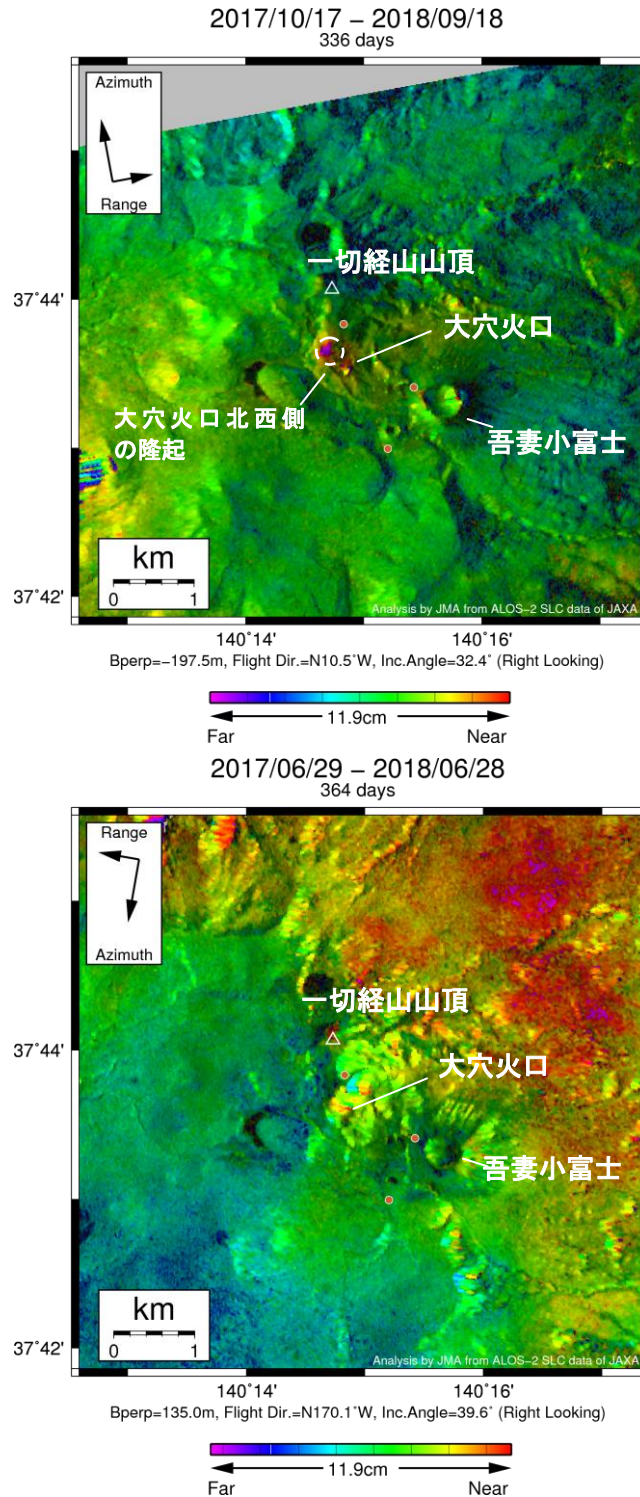 2017/10/17 − 2018/09/18
336 days
Azimuth
Range
一切経山山頂
37˚44'
大穴火口
大穴火口北西側
の隆起
吾妻小富士
km
0 1
37˚42'
Analysis by JMA from ALOS−2 SLC data of JAXA
140˚14' 140˚16'
Bperp=−197.5m, Flight Dir.=N10.5˚W, Inc.Angle=32.4˚ (Right Looking)
11.9cm
Far Near
2017/06/29 − 2018/06/28
364 days
Range
Azimuth
一切経山山頂
37˚44'
大穴火口
吾妻小富士
km
0 1
37˚42'
Analysis by JMA from ALOS−2 SLC data of JAXA
140˚14' 140˚16'
Bperp=135.0m, Flight Dir.=N170.1˚W, Inc.Angle=39.6˚ (Right Looking)
11.9cm
Far Near